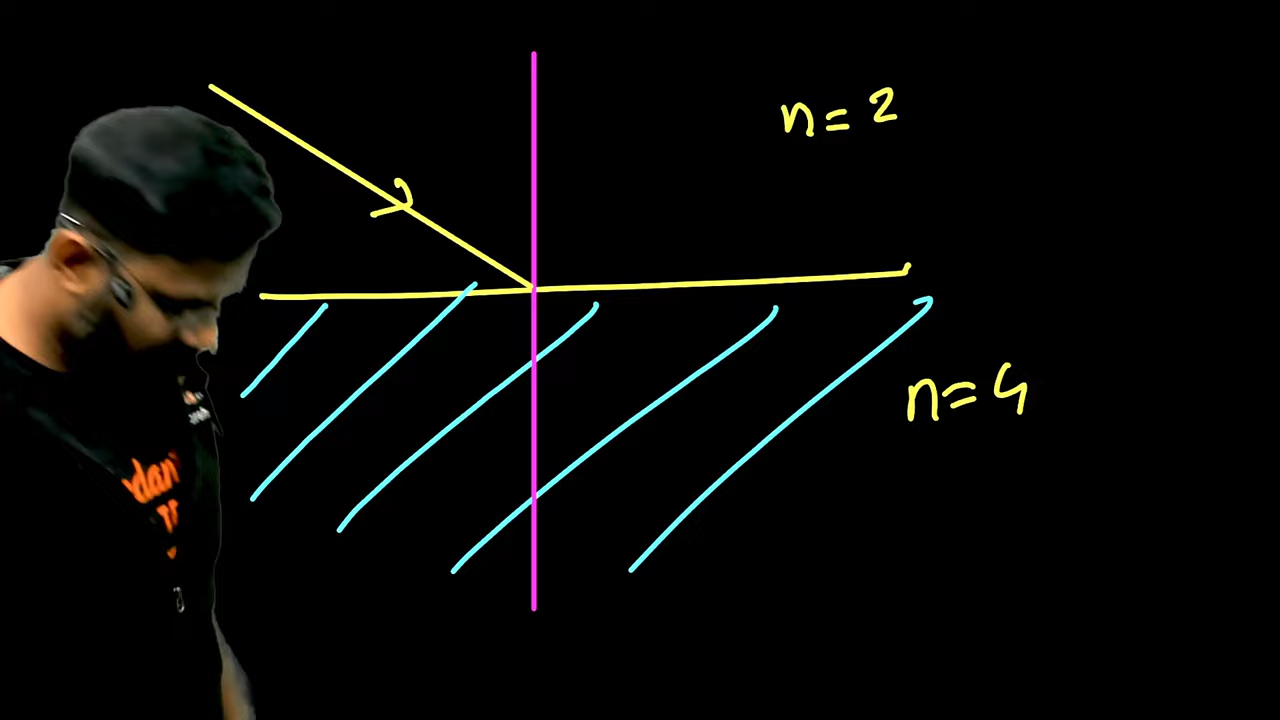 n = 2
n = 4